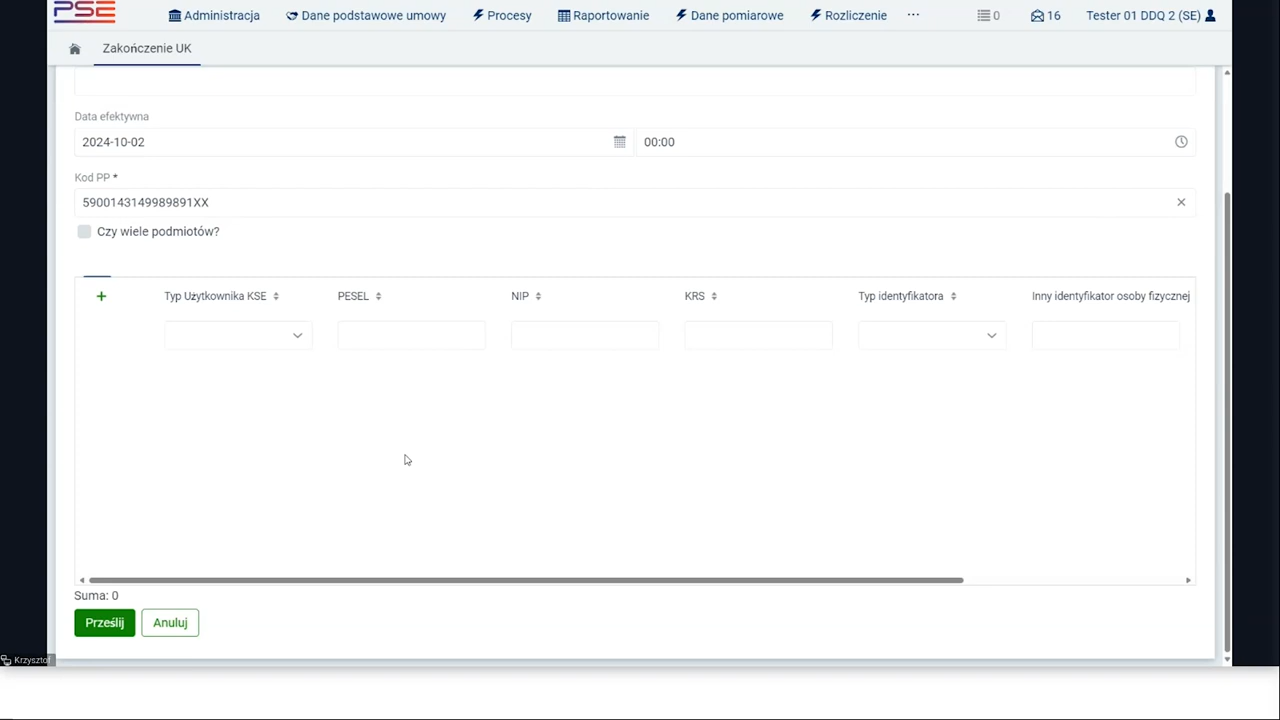 PSE
Administra
Dane podstawowe umowy
Procesy
Raportowanie
Dane pomiarowe
Rozliczenie
...
0
16
Tester 01 DDQ 2 (SE)
Zakończenie UK
Data efektywna
2024-10-02
00:00
Kod PP *
5900143149989891XX
Czy wiele podmiotów?
+ Typ Użytkownika KSE PESEL NIP KRS Typ identyfikatora Inny identyfikator osoby fizycznej
Suma: 0
Prześlij
Anuluj
Krzysztof